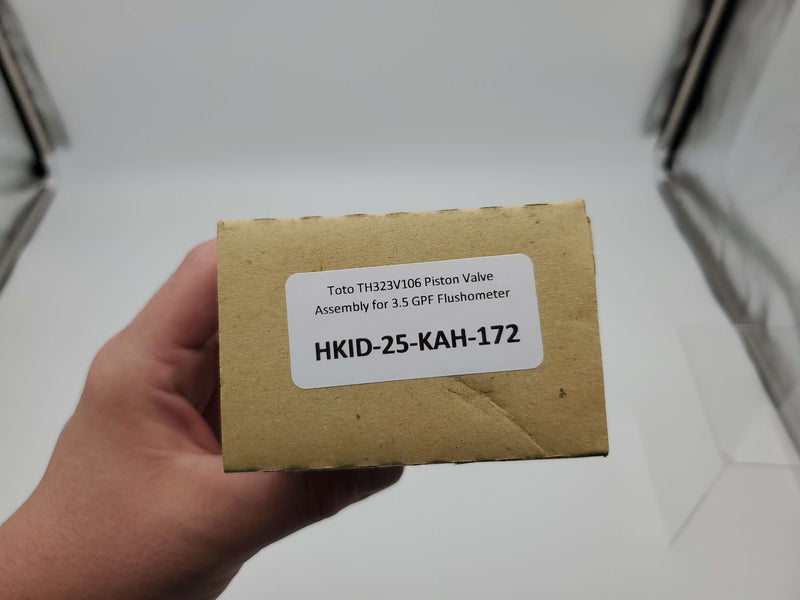 Toto TH323V106 Piston Valve
Assembly for 3.5 GPF Flushometer
HKID-25-KAH-172